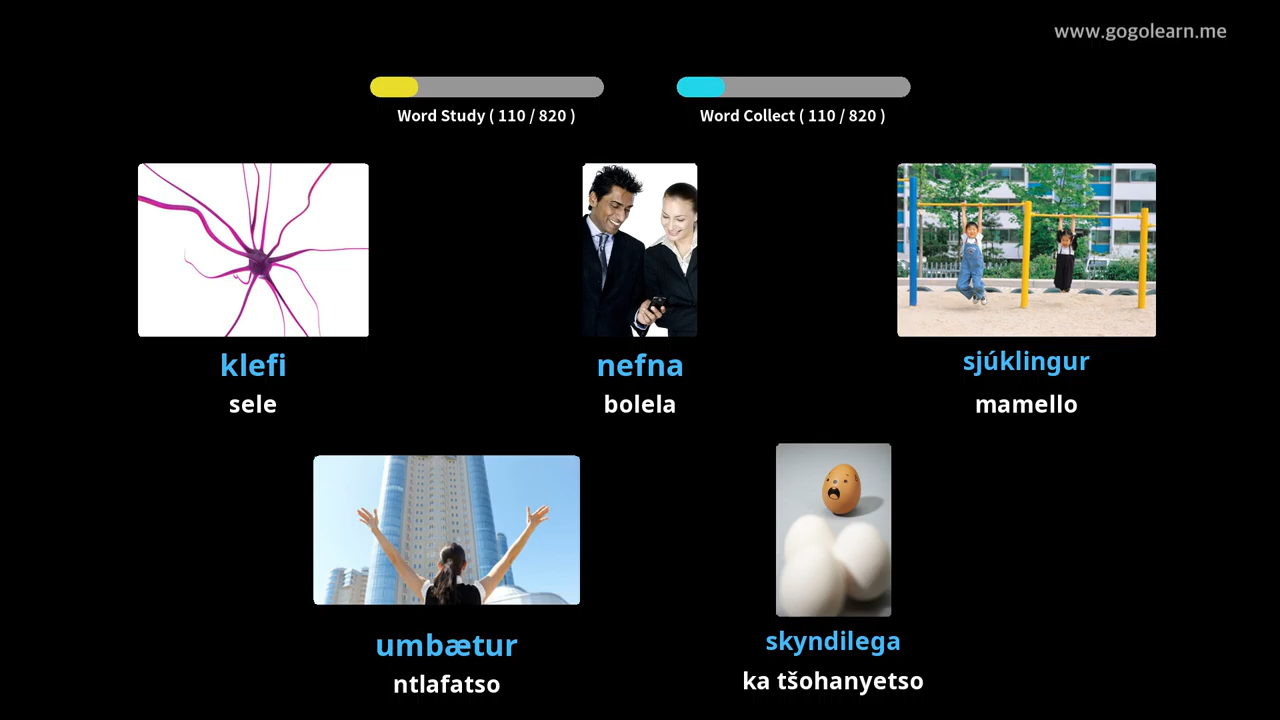 www.gogolearn.me
Word Study ( 110 / 820 )
Word Collect ( 110 / 820 )
klefi
sele
nefna
bolela
sjúklingur
mamello
umbætur
ntlafatso
skyndilega
ka tšohanyetso